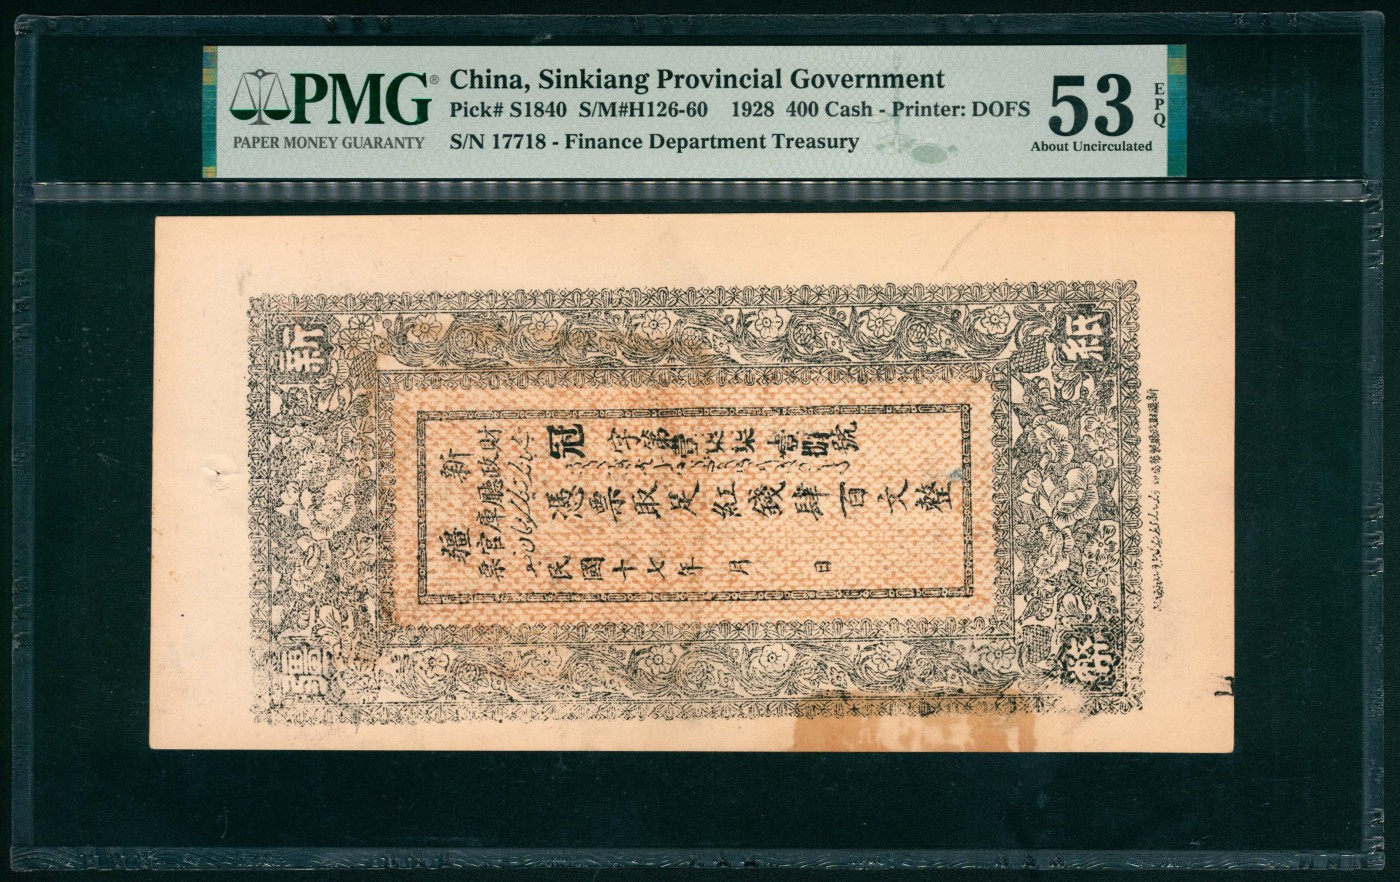 PMG®
PAPER MONEY GUARANTY
China, Sinkiang Provincial Government
Pick# S1840 S/M#H126-60 1928 400 Cash - Printer: DOFS
S/N 17718 - Finance Department Treasury
53
EPQ
About Uncirculated
新疆
紙幣
冠字第壹柒柒壹捌號
憑票取足紅錢肆百文整
新疆
財政廳庫官票
民國十七年 月 日